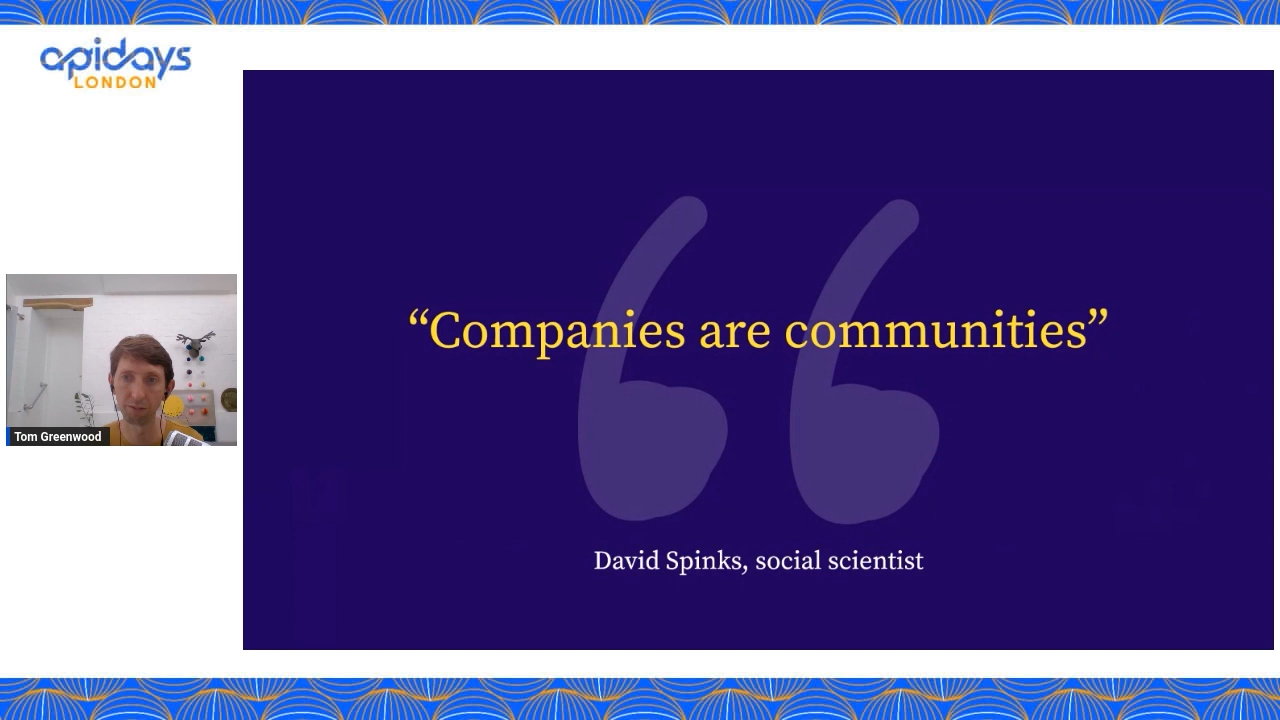 apidays
LONDON
“Companies are communities”
David Spinks, social scientist
Tom Greenwood